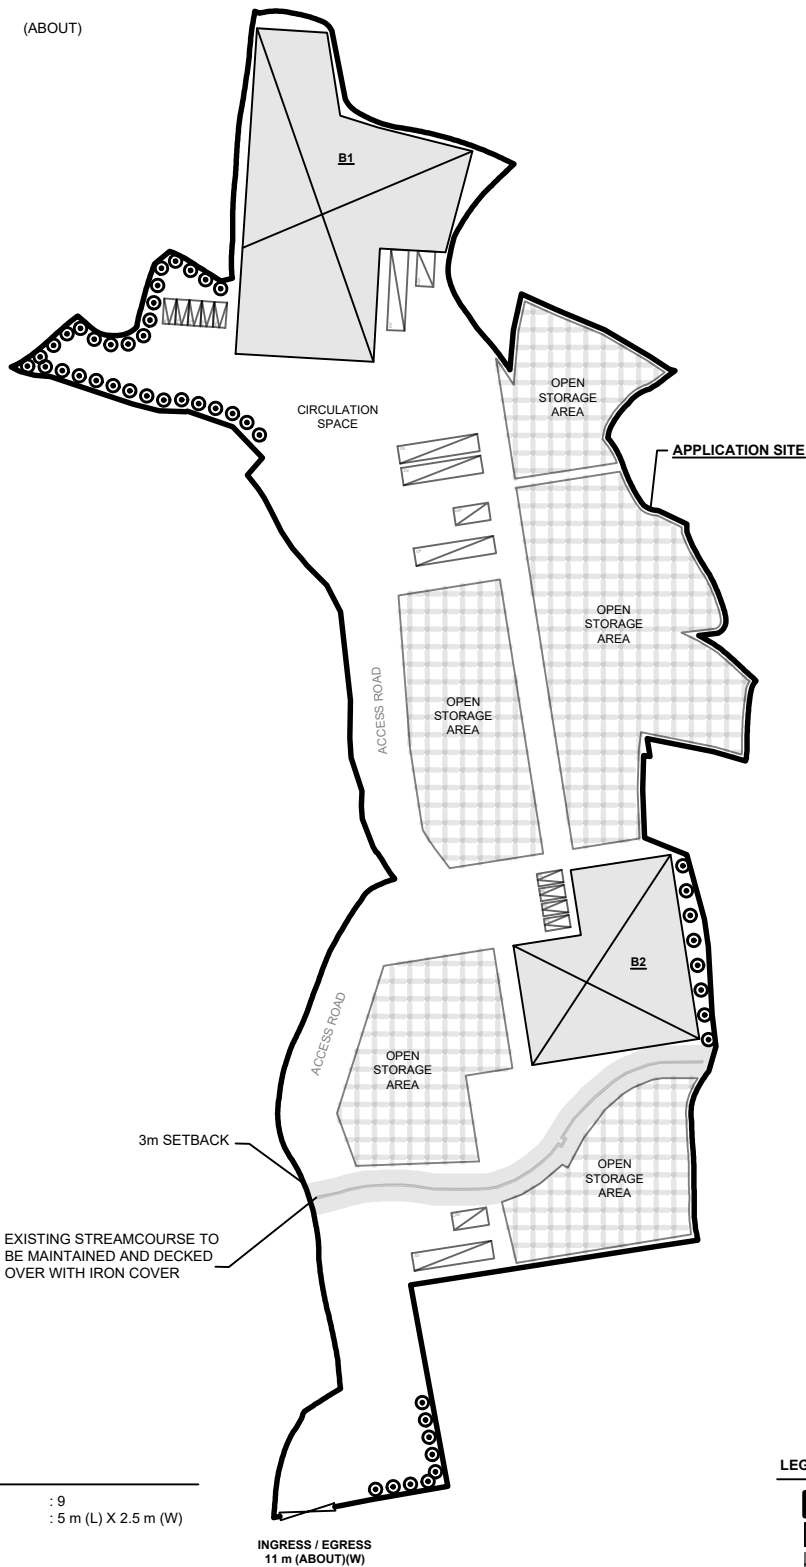 (ABOUT)
B1
OPEN
STORAGE
AREA
CIRCULATION
SPACE
APPLICATION SITE
OPEN
STORAGE
AREA
ACCESS ROAD
OPEN
STORAGE
AREA
B2
ACCESS ROAD
OPEN
STORAGE
AREA
3m SETBACK
OPEN
STORAGE
AREA
EXISTING STREAMCOURSE TO
BE MAINTAINED AND DECKED
OVER WITH IRON COVER
LEG
: 9
: 5 m (L) X 2.5 m (W)
INGRESS / EGRESS
11 m (ABOUT)(W)